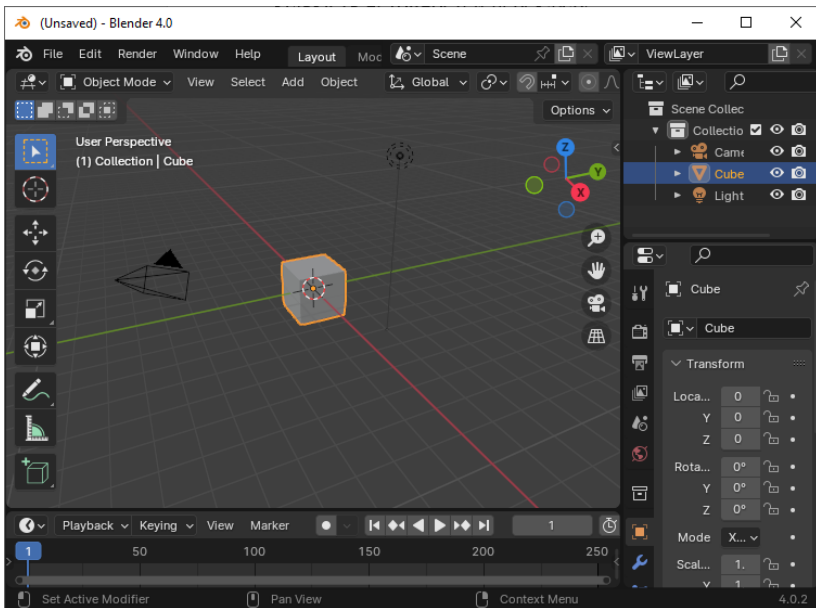 (Unsaved) - Blender 4.0
File Edit Render Window Help Layout Moc Scene ViewLayer
Object Mode View Select Add Object Global
Options
User Perspective
(1) Collection | Cube
Z
Y
X
Scene Collec
Collectio
Came
Cube
Light
Cube
Cube
Transform
Loca... 0
Y 0
Z 0
Rota... 0°
Y 0°
Z 0°
Mode X...
Scal... 1.
Y 1
Playback Keying View Marker 1
1 50 100 150 200 250
Set Active Modifier Pan View Context Menu 4.0.2